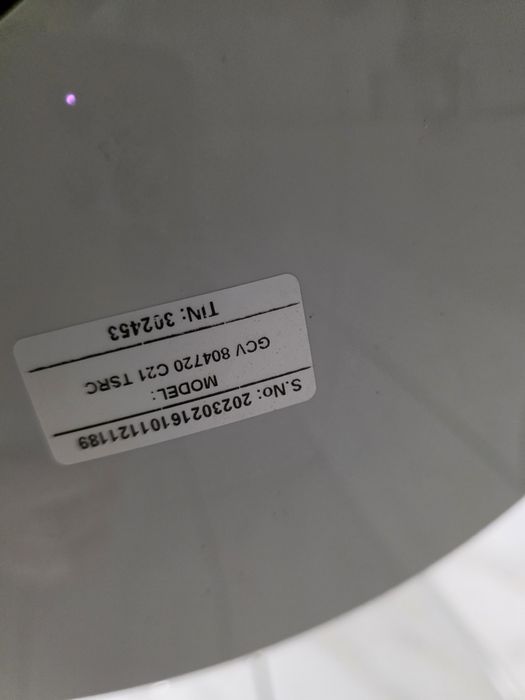 S.No: 20230216101121189
MODEL:
GCV 804720 C21 TSRC
TIN: 302453